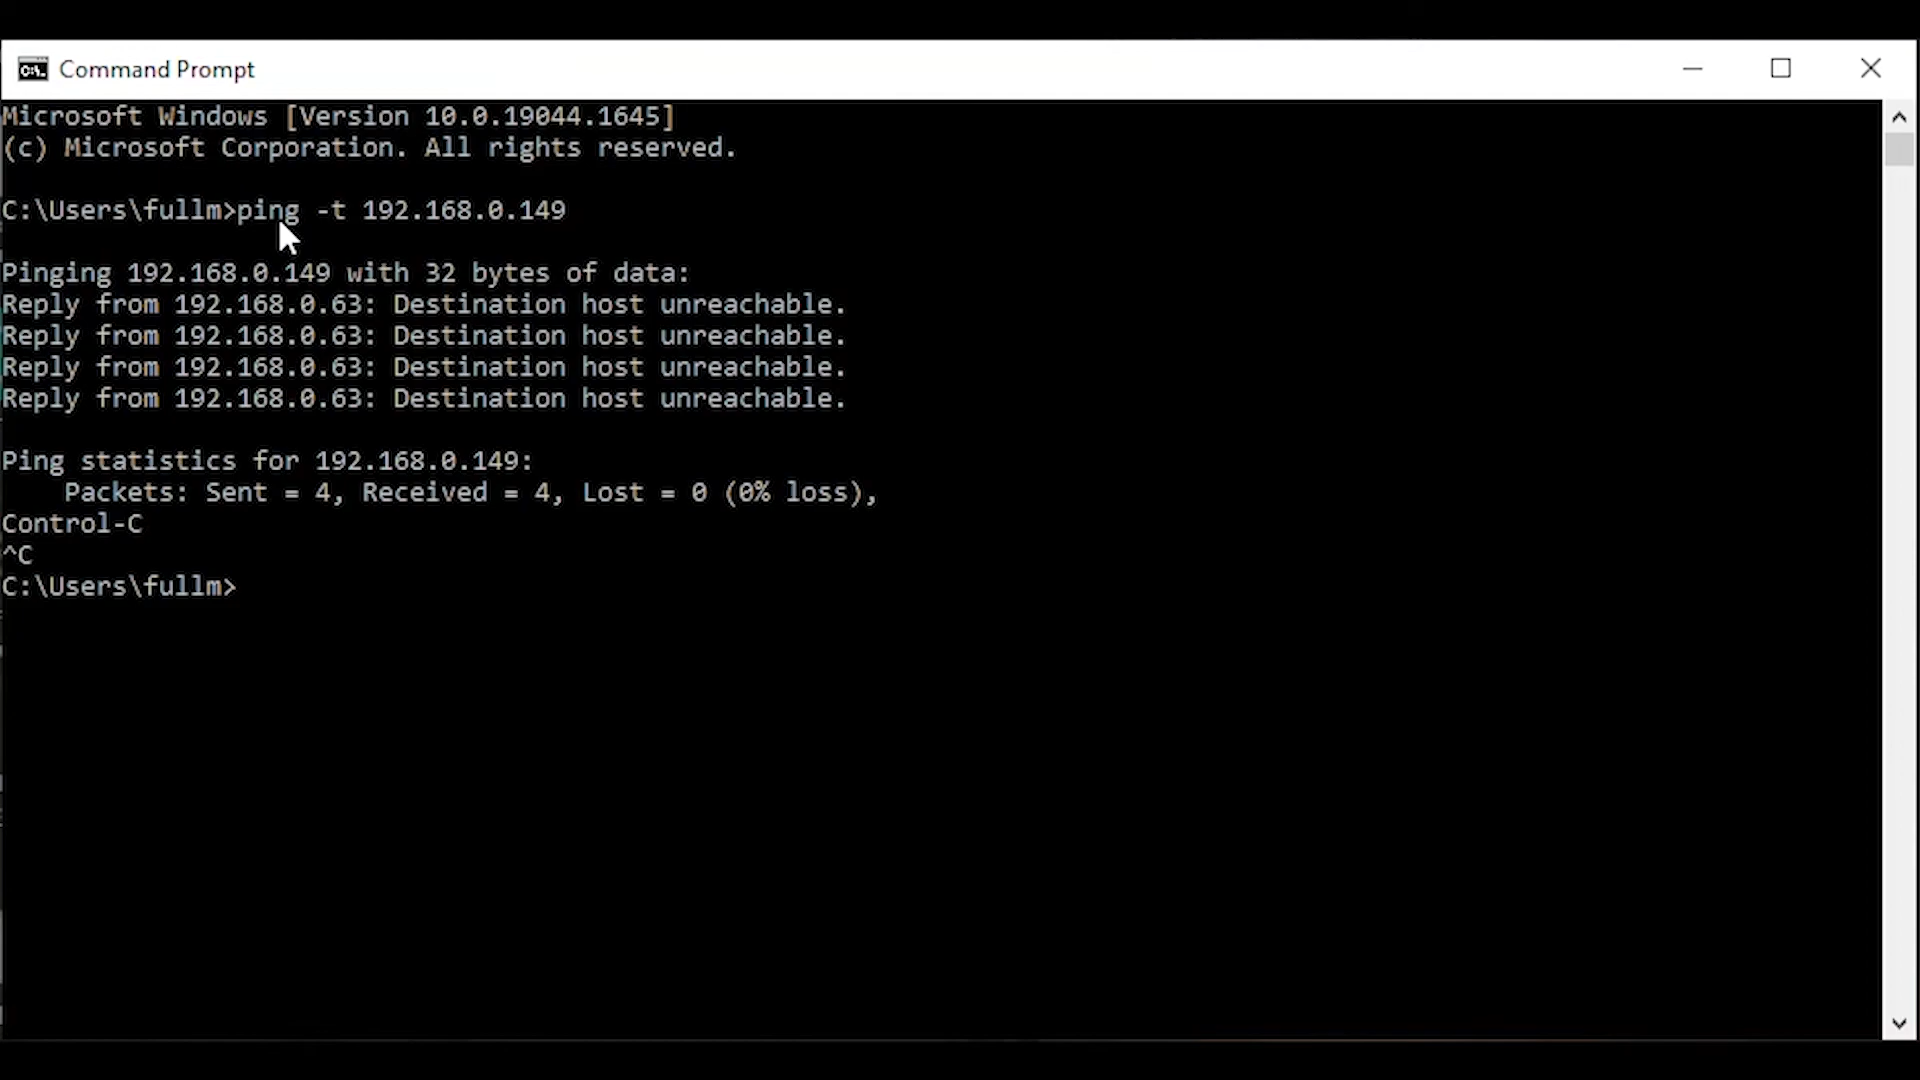 Command Prompt
Microsoft Windows [Version 10.0.19044.1645]
(c) Microsoft Corporation. All rights reserved.
C:\Users\fullm>ping -t 192.168.0.149
Pinging 192.168.0.149 with 32 bytes of data:
Reply from 192.168.0.63: Destination host unreachable.
Reply from 192.168.0.63: Destination host unreachable.
Reply from 192.168.0.63: Destination host unreachable.
Reply from 192.168.0.63: Destination host unreachable.
Ping statistics for 192.168.0.149:
    Packets: Sent = 4, Received = 4, Lost = 0 (0% loss),
Control-C
^C
C:\Users\fullm>